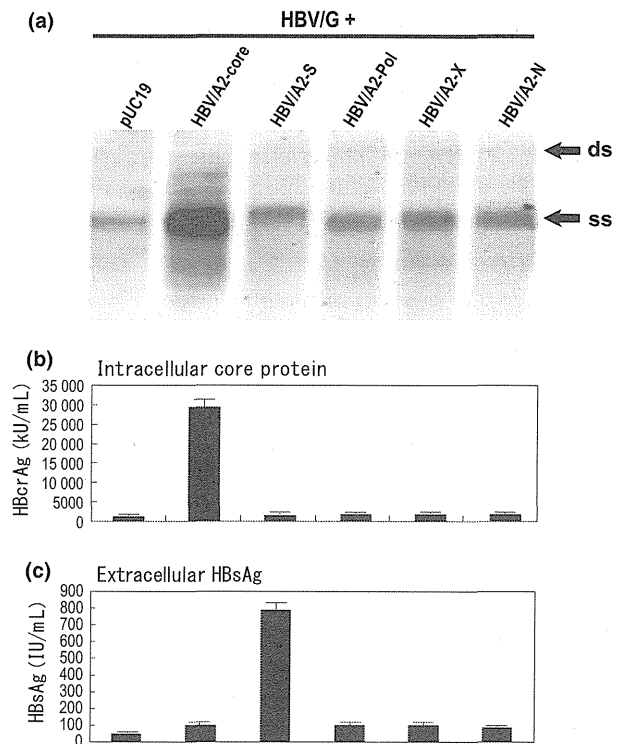 (a)
HBV/G +
pUC19
HBV/A2-core
HBV/A2-S
HBV/A2-Pol
HBV/A2-X
HBV/A2-N
ds
ss
(b)
Intracellular core protein
HBcrAg (kU/mL)
35 000
30 000
25 000
20 000
15 000
10 000
5000
0
(c)
Extracellular HBsAg
HBsAg (IU/mL)
900
800
700
600
500
400
300
200
100
0